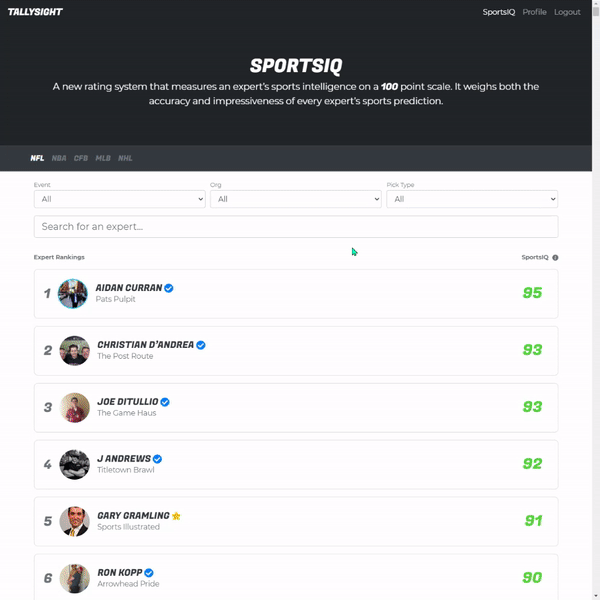 TALLYSIGHT
SportsIQ Profile Logout
SPORTSIQ
A new rating system that measures an expert's sports intelligence on a 100 point scale. It weighs both the
accuracy and impressiveness of every expert's sports prediction.
NFL NBA CFB MLB NHL
Event Org Pick Type
All All All
Search for an expert...
Expert Rankings SportsIQ
1 AIDAN CURRAN 95
Pats Pulpit
2 CHRISTIAN D'ANDREA 93
The Post Route
3 JOE DITULLIO 93
The Game Haus
4 J ANDREWS 92
Titletown Brawl
5 GARY GRAMLING 91
Sports Illustrated
6 RON KOPP 90
Arrowhead Pride